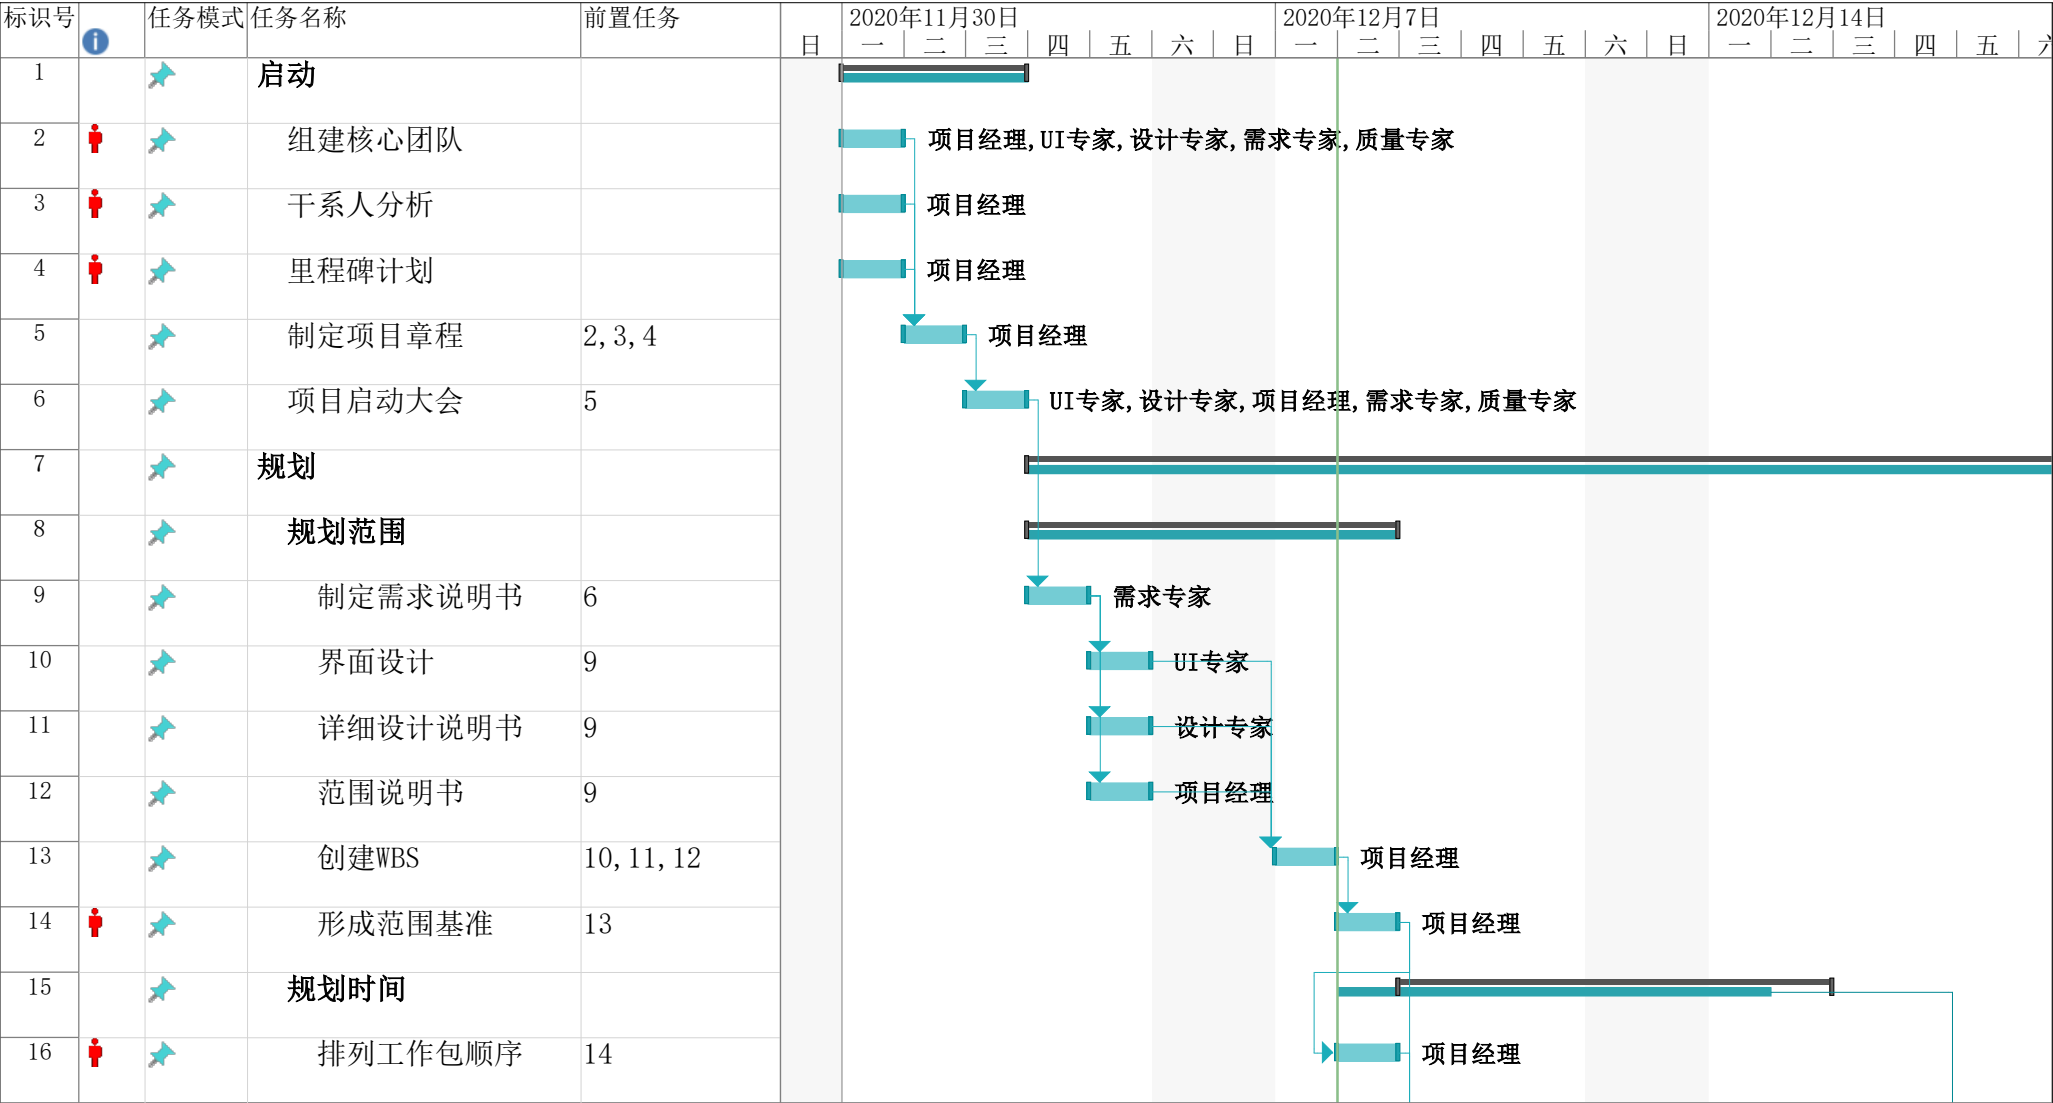 标识号 任务模式 任务名称 前置任务 2020年11月30日 2020年12月7日 2020年12月14日
日 一 二 三 四 五 六 日 一 二 三 四 五 六 日 一 二 三 四 五 六
1 启动
2 组建核心团队 项目经理,UI专家,设计专家,需求专家,质量专家
3 干系人分析 项目经理
4 里程碑计划 项目经理
5 制定项目章程 2,3,4 项目经理
6 项目启动大会 5 UI专家,设计专家,项目经理,需求专家,质量专家
7 规划
8 规划范围
9 制定需求说明书 6 需求专家
10 界面设计 9 UI专家
11 详细设计说明书 9 设计专家
12 范围说明书 9 项目经理
13 创建WBS 10,11,12 项目经理
14 形成范围基准 13 项目经理
15 规划时间
16 排列工作包顺序 14 项目经理